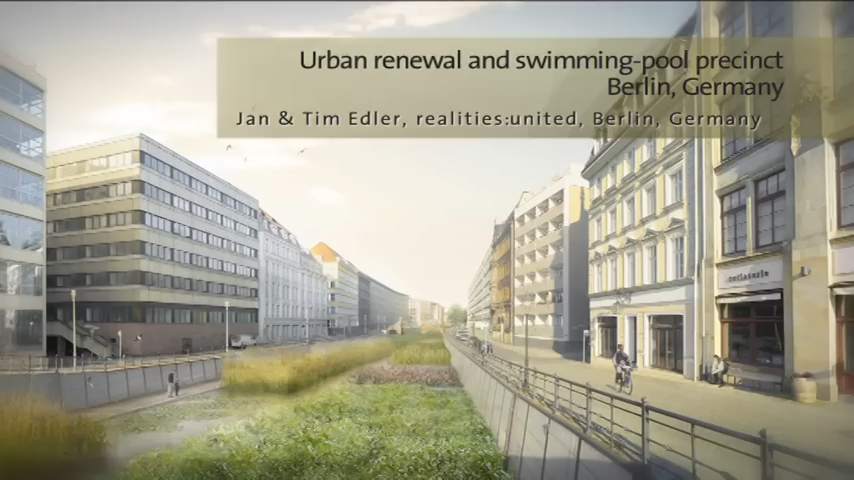 Urban renewal and swimming-pool precinct
Berlin, Germany
Jan & Tim Edler, realities:united, Berlin, Germany